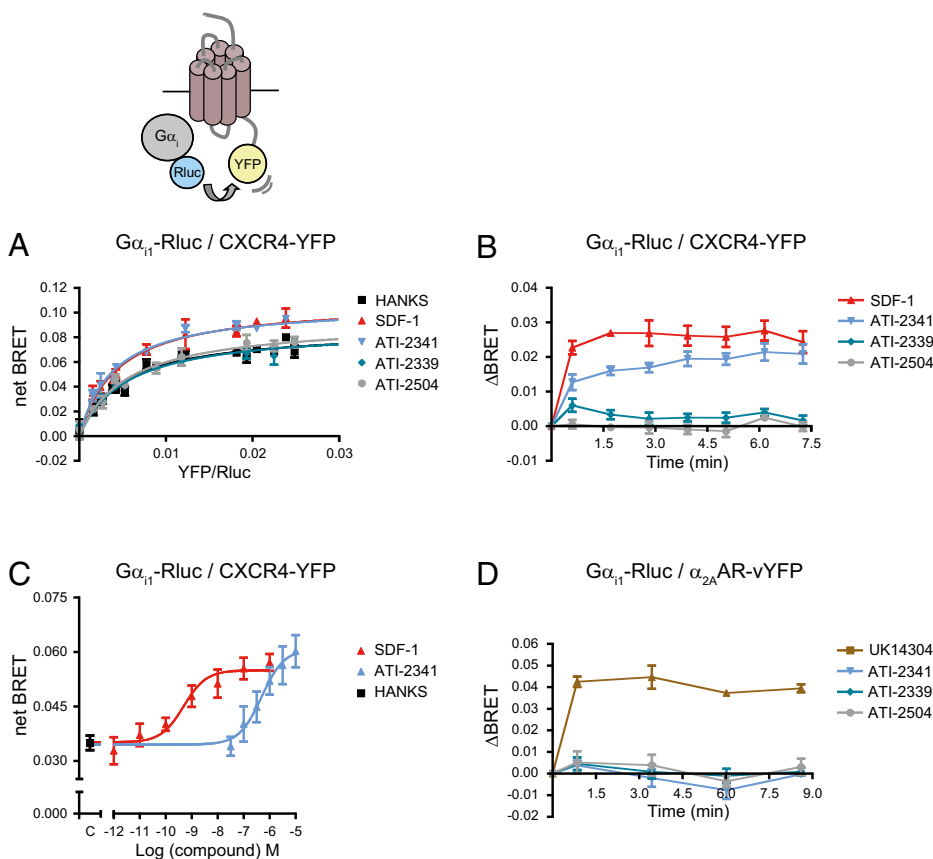 Gαi
Rluc
YFP
A
Gαi1-Rluc / CXCR4-YFP
net BRET
0.12
0.10
0.08
0.06
0.04
0.02
0.00
-0.02
0.01
0.02
0.03
YFP/Rluc
HANKS
SDF-1
ATI-2341
ATI-2339
ATI-2504
B
Gαi1-Rluc / CXCR4-YFP
ΔBRET
0.04
0.03
0.02
0.01
0.00
-0.01
1.5
3.0
4.5
6.0
7.5
Time (min)
SDF-1
ATI-2341
ATI-2339
ATI-2504
C
Gαi1-Rluc / CXCR4-YFP
net BRET
0.075
0.060
0.045
0.030
0.000
C
-12
-11
-10
-9
-8
-7
-6
-5
Log (compound) M
SDF-1
ATI-2341
HANKS
D
Gαi1-Rluc / α2AAR-vYFP
ΔBRET
0.06
0.05
0.04
0.03
0.02
0.01
0.00
-0.01
-0.02
1.5
3.0
4.5
6.0
7.5
9.0
Time (min)
UK14304
ATI-2341
ATI-2339
ATI-2504